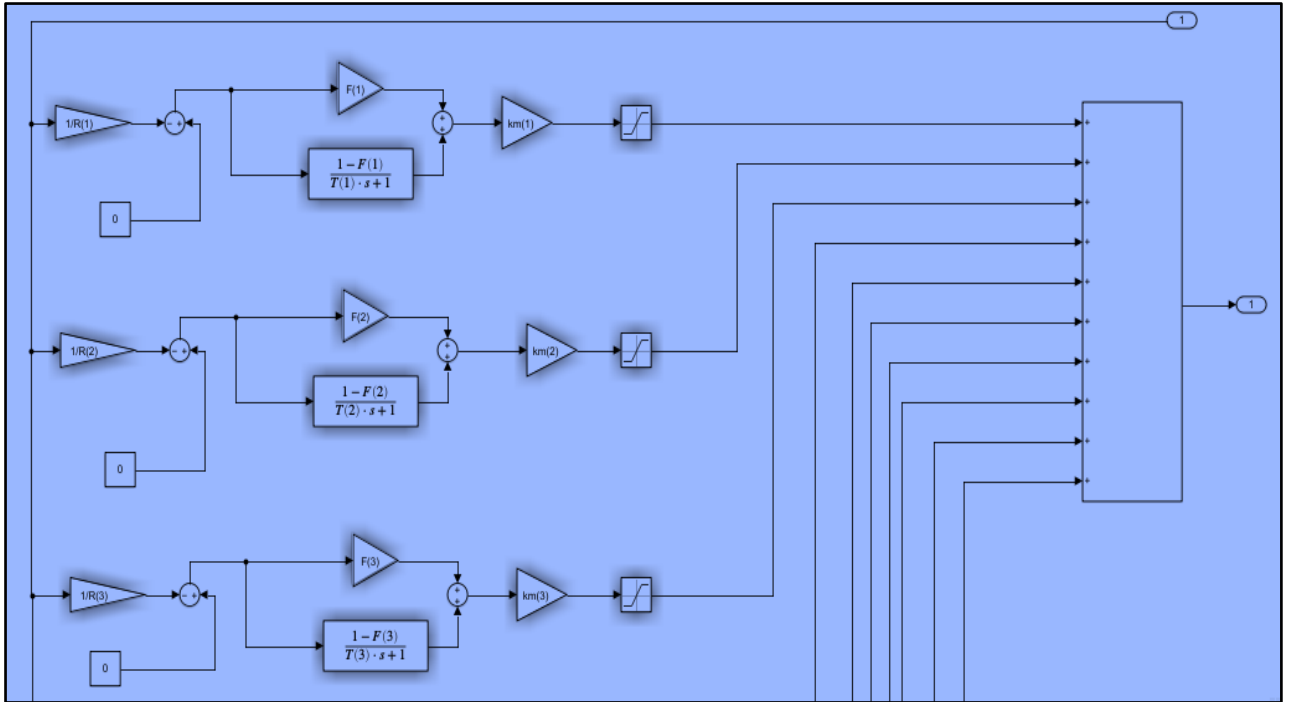 1
F(1)
1/R(1)
- +
+
+
km(1)
+
1 − F(1)
T(1) · s + 1
+
0
+
+
+
1
F(2)
+
1/R(2)
- +
+
+
km(2)
+
1 − F(2)
T(2) · s + 1
+
+
0
+
F(3)
1/R(3)
- +
+
+
km(3)
1 − F(3)
T(3) · s + 1
0